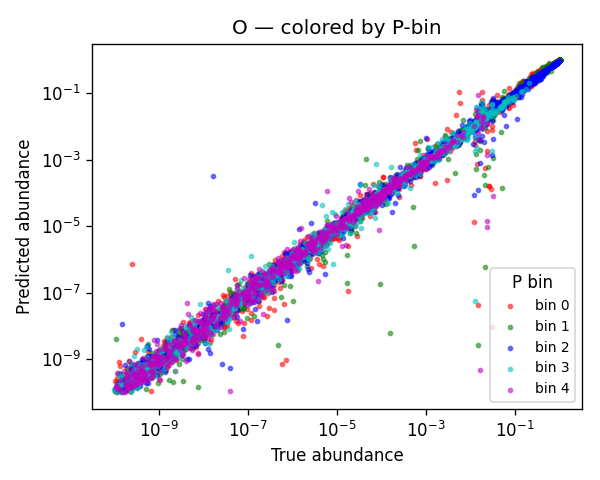 O — colored by P-bin
Predicted abundance
10⁻¹
10⁻³
10⁻⁵
10⁻⁷
10⁻⁹
P bin
bin 0
bin 1
bin 2
bin 3
bin 4
10⁻⁹ 10⁻⁷ 10⁻⁵ 10⁻³ 10⁻¹
True abundance